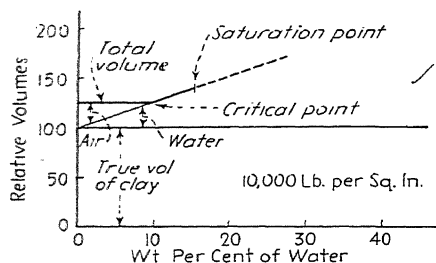 200
Saturation point
Total
volume
150
Critical point
100
Air
Water
True vol
of clay
50
10,000 Lb. per Sq. In.
0
0 10 20 30 40
Wt Per Cent of Water
Relative Volumes